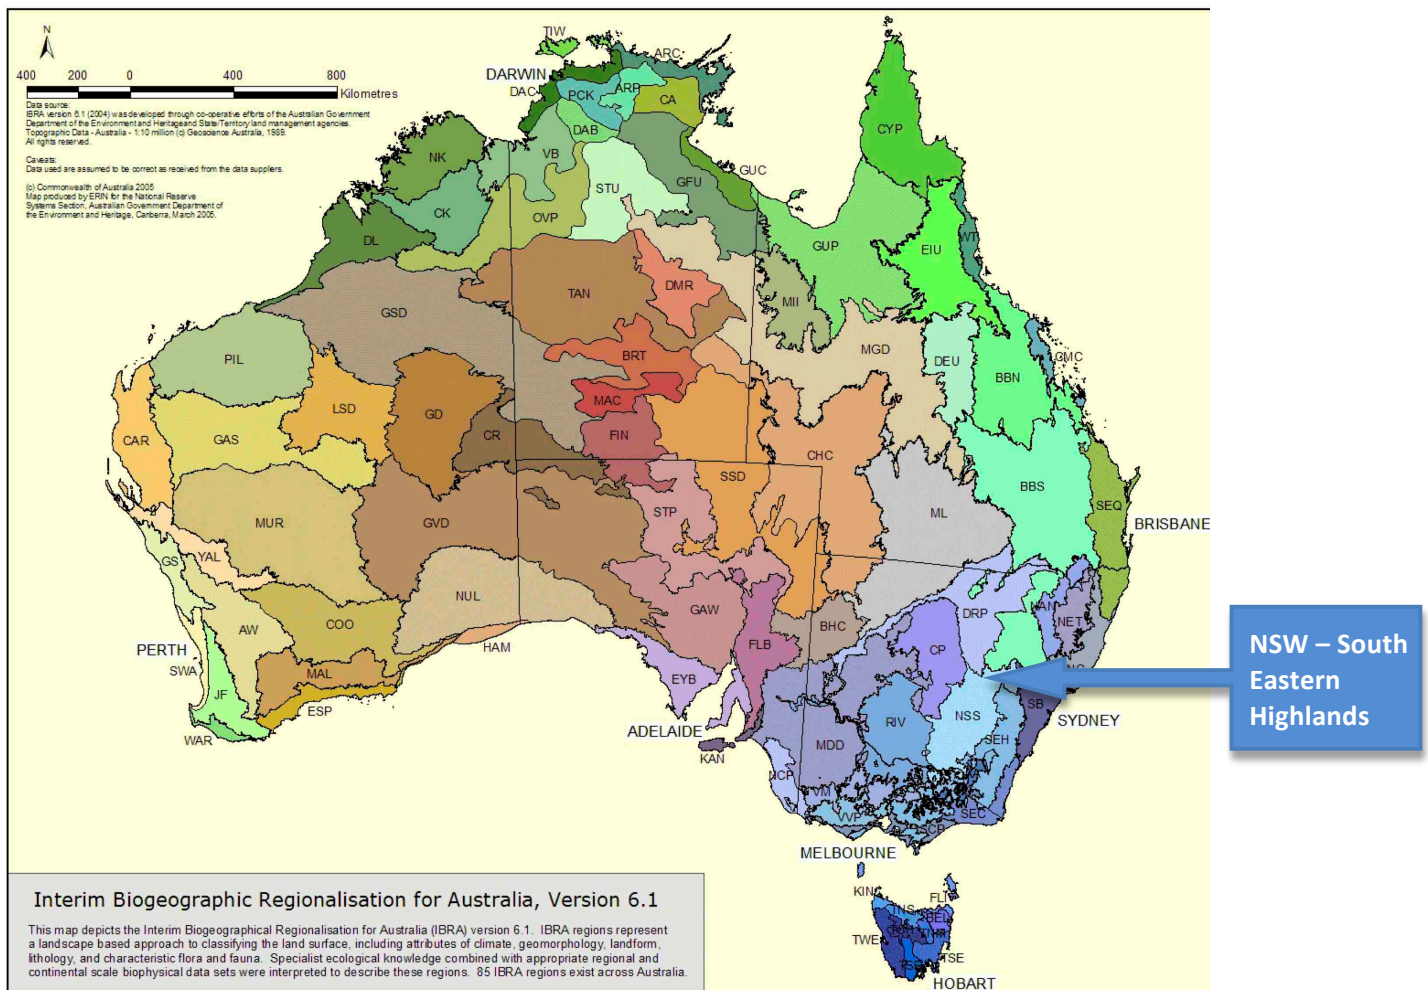 N
400 200 0 400 800
Kilometres
Data source:
IBRA version 6.1 (2004) was developed through co-operative efforts of the Australian Government
Department of the Environment and Heritageand State/Territory land management agencies.
Topographic Data - Australia - 1:10 million (c) Geoscience Australia, 1989.
All rights reserved.
Caveats:
Data used are assumed to be correct as received from the data suppliers.
(c) Commonwealth of Australia 2005
Map produced by ERIN for the National Reserve
Systems Section, Australian Government Department of
the Environment and Heritage, Canberra, March 2005.
TIW
ARC
DARWIN
DAC
PCK
ARP
CA
DAB
CYP
NK
VB
STU
GFU
GUC
CK
OVP
DL
GUP
EIU
WT
TAN
DMR
MII
GSD
PIL
BRT
MGD
DEU
CMC
BBN
LSD
GD
MAC
CAR
GAS
CR
FIN
CHC
SSD
BBS
SEQ
MUR
GVD
STP
ML
BRISBANE
YAL
GS
NUL
GAW
DRP
NAN
NET
AW
COO
BHC
PERTH
HAM
FLB
CP
SWA
MAL
EYB
JF
ESP
SB
SYDNEY
WAR
ADELAIDE
RIV
NSS
SEH
KAN
MDD
NCP
VM
VVP
SEC
SCP
MELBOURNE
KIN
FLI
TNS
BEL
TWE
TSE
HOBART
NSW – South
Eastern
Highlands
Interim Biogeographic Regionalisation for Australia, Version 6.1
This map depicts the Interim Biogeographical Regionalisation for Australia (IBRA) version 6.1. IBRA regions represent
a landscape based approach to classifying the land surface, including attributes of climate, geomorphology, landform,
lithology, and characteristic flora and fauna. Specialist ecological knowledge combined with appropriate regional and
continental scale biophysical data sets were interpreted to describe these regions. 85 IBRA regions exist across Australia.